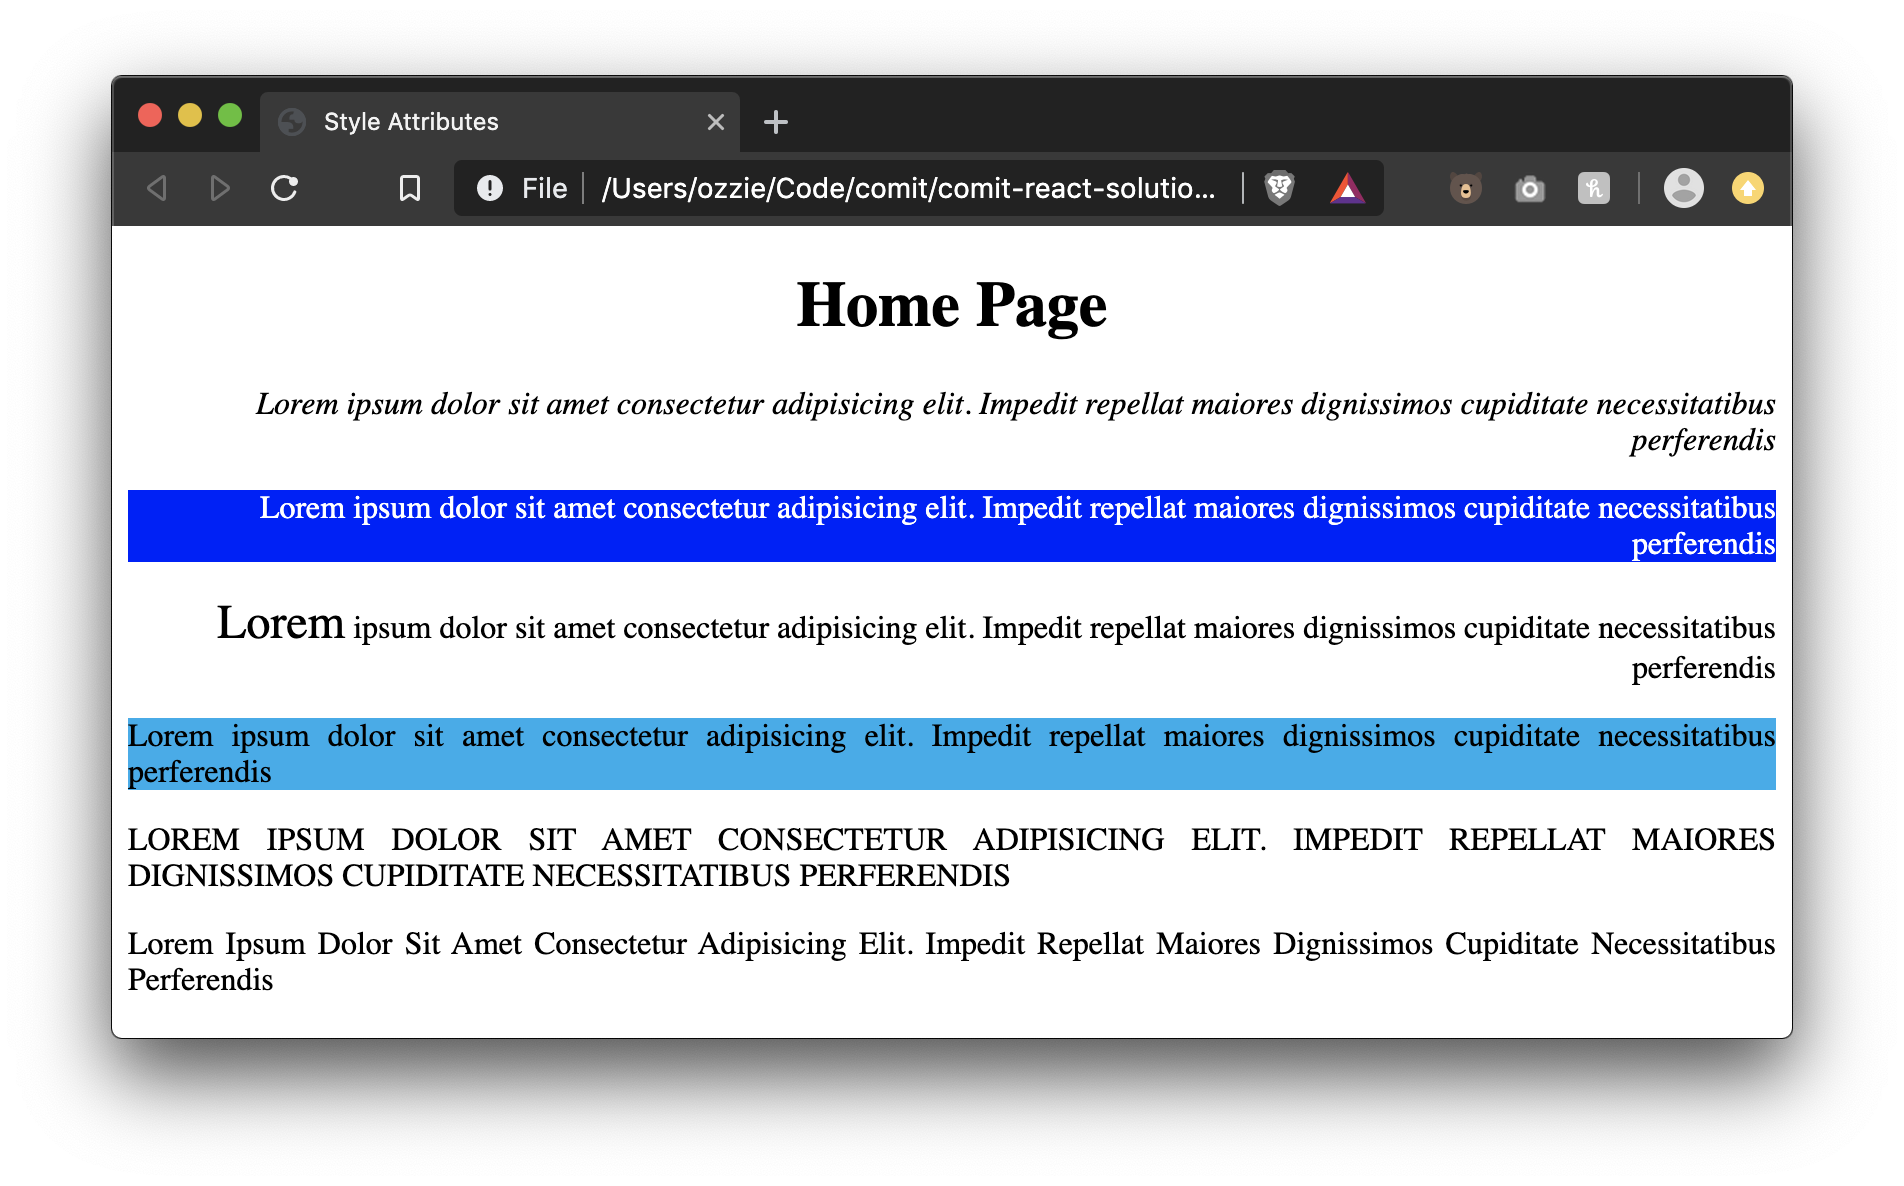 Style Attributes
File
/Users/ozzie/Code/comit/comit-react-solutio...
Home Page
Lorem ipsum dolor sit amet consectetur adipisicing elit. Impedit repellat maiores dignissimos cupiditate necessitatibus
perferendis
Lorem ipsum dolor sit amet consectetur adipisicing elit. Impedit repellat maiores dignissimos cupiditate necessitatibus
perferendis
Lorem ipsum dolor sit amet consectetur adipisicing elit. Impedit repellat maiores dignissimos cupiditate necessitatibus
perferendis
Lorem ipsum dolor sit amet consectetur adipisicing elit. Impedit repellat maiores dignissimos cupiditate necessitatibus
perferendis
LOREM IPSUM DOLOR SIT AMET CONSECTETUR ADIPISICING ELIT. IMPEDIT REPELLAT MAIORES
DIGNISSIMOS CUPIDITATE NECESSITATIBUS PERFERENDIS
Lorem Ipsum Dolor Sit Amet Consectetur Adipisicing Elit. Impedit Repellat Maiores Dignissimos Cupiditate Necessitatibus
Perferendis